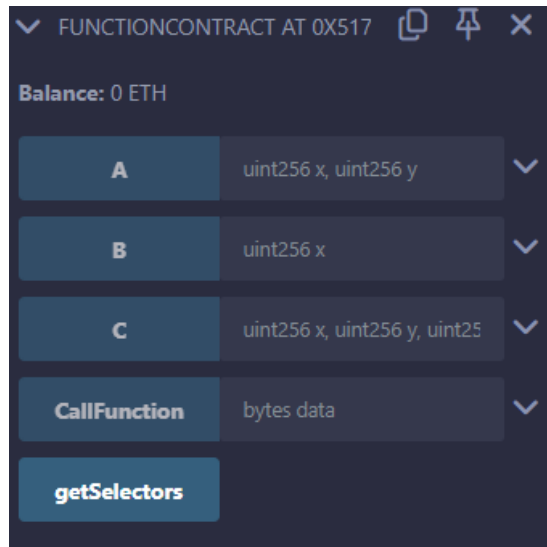 FUNCTIONCONTRACT AT 0X517
Balance: 0 ETH
A uint256 x, uint256 y
B uint256 x
C uint256 x, uint256 y, uint25
CallFunction bytes data
getSelectors